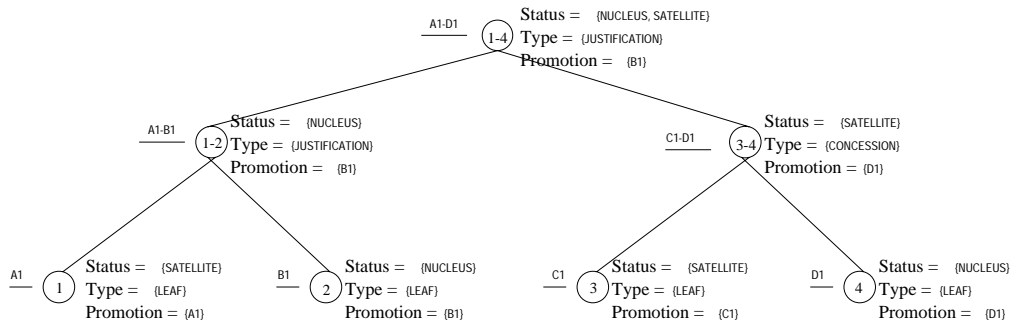 A1-D1
1-4
Status = {NUCLEUS, SATELLITE}
Type = {JUSTIFICATION}
Promotion = {B1}
A1-B1
1-2
Status = {NUCLEUS}
Type = {JUSTIFICATION}
Promotion = {B1}
C1-D1
3-4
Status = {SATELLITE}
Type = {CONCESSION}
Promotion = {D1}
A1
1
Status = {SATELLITE}
Type = {LEAF}
Promotion = {A1}
B1
2
Status = {NUCLEUS}
Type = {LEAF}
Promotion = {B1}
C1
3
Status = {SATELLITE}
Type = {LEAF}
Promotion = {C1}
D1
4
Status = {NUCLEUS}
Type = {LEAF}
Promotion = {D1}